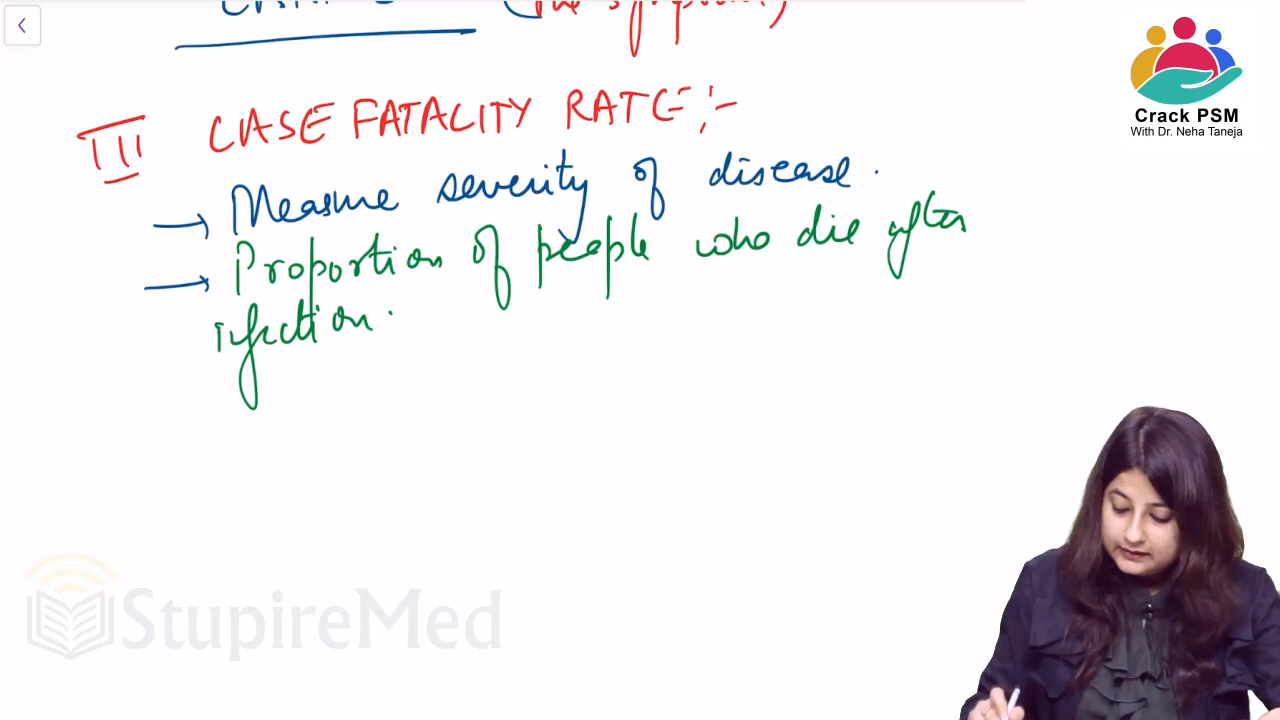 III CASE FATALITY RATE :-
→ Measure severity of disease.
→ Proportion of people who die after
infection.
Crack PSM
With Dr. Neha Taneja
StupireMed